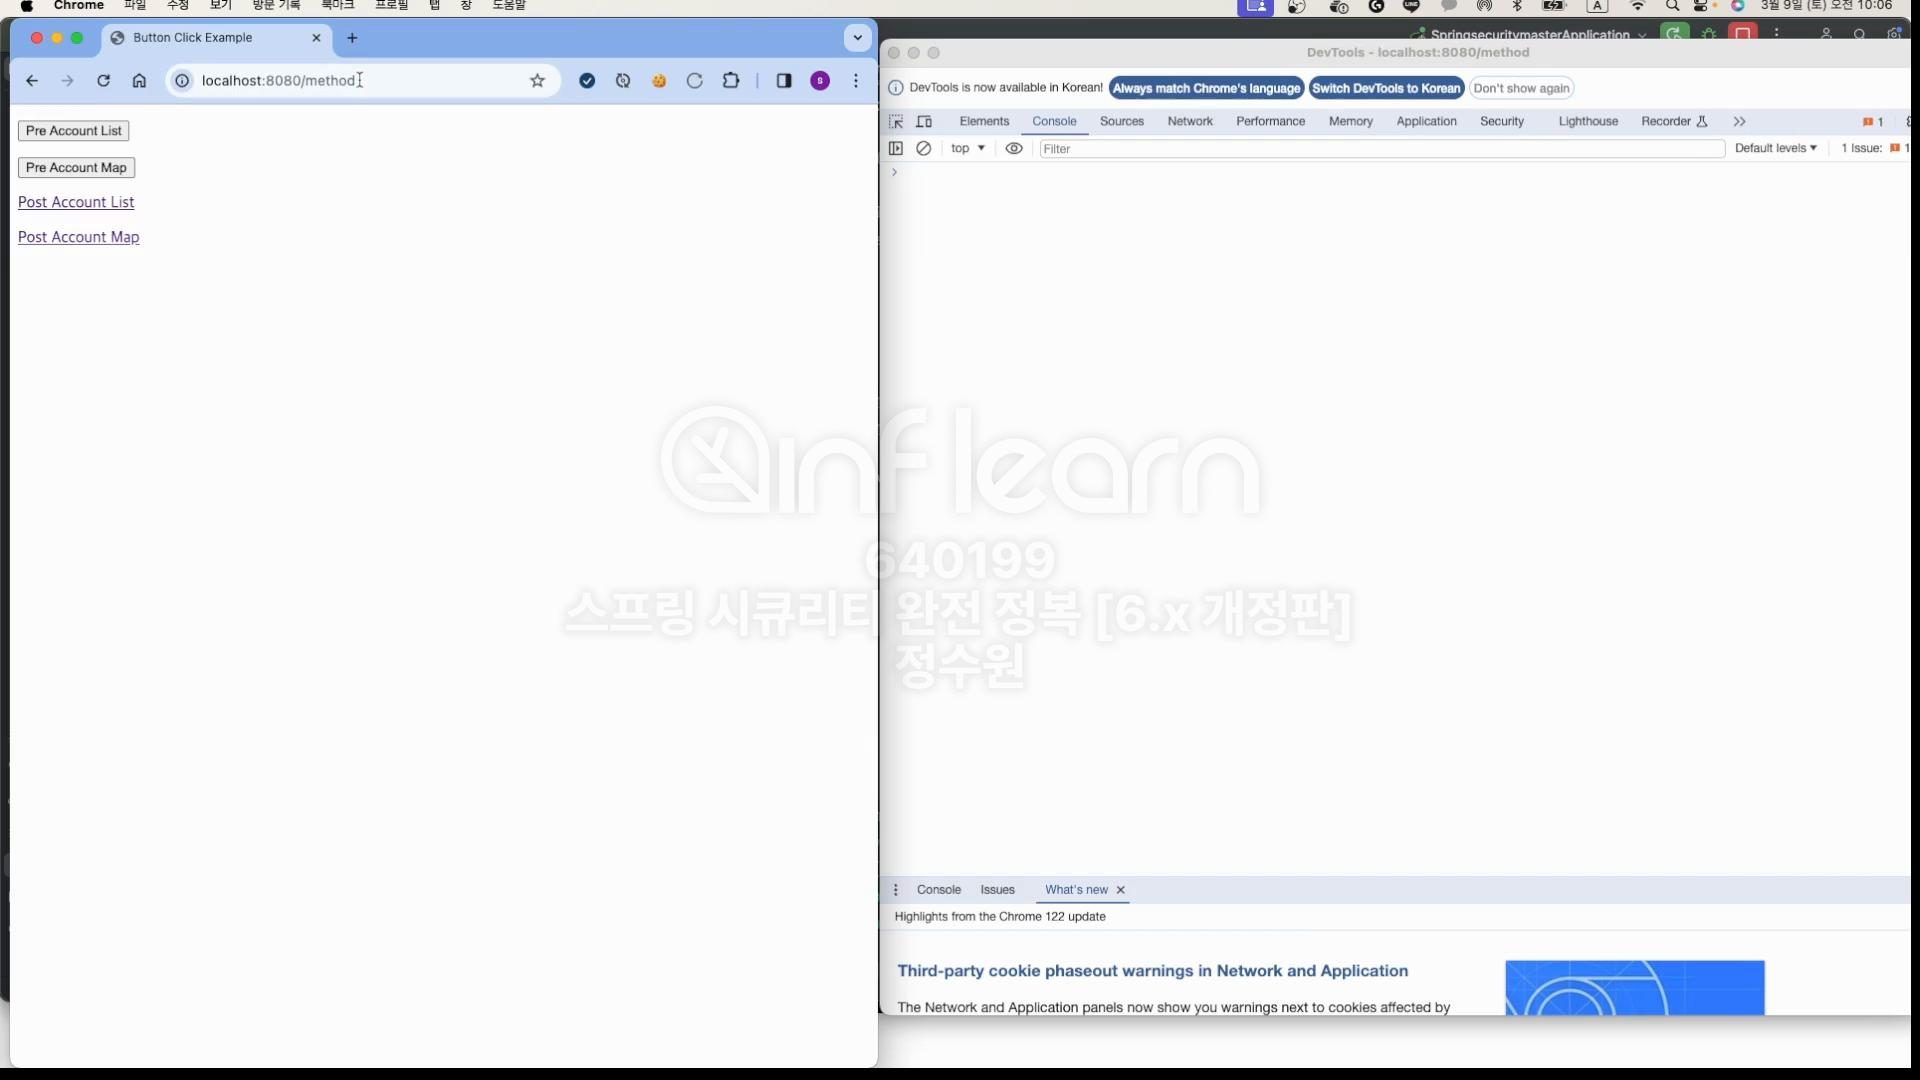 Chrome 파일 수정 보기 방문 기록 북마크 프로필 탭 창 도움말 A 3월 9일 (토) 오전 10:06
SpringsecuritymasterApplication
Button Click Example
localhost:8080/method
s
Pre Account List
Pre Account Map
Post Account List
Post Account Map
DevTools - localhost:8080/method
DevTools is now available in Korean! Always match Chrome's language Switch DevTools to Korean Don't show again
Elements Console Sources Network Performance Memory Application Security Lighthouse Recorder 1
top Filter Default levels 1 Issue: 1
inflearn
640199
스프링 시큐리티 완전 정복 [6.x 개정판]
정수원
Console Issues What's new
Highlights from the Chrome 122 update
Third-party cookie phaseout warnings in Network and Application
The Network and Application panels now show you warnings next to cookies affected by